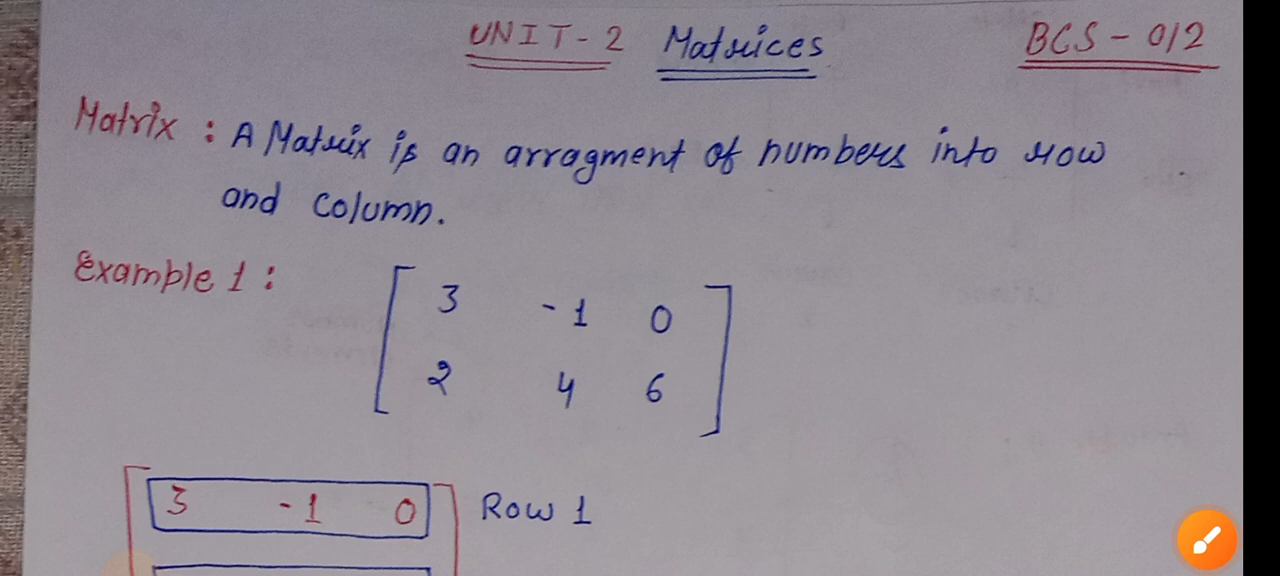 UNIT-2 Matrices BCS-012
Matrix : A Matrix is an arragment of numbers into row
and column.
Example 1 :
3 -1 0
2 4 6
3 -1 0 Row 1